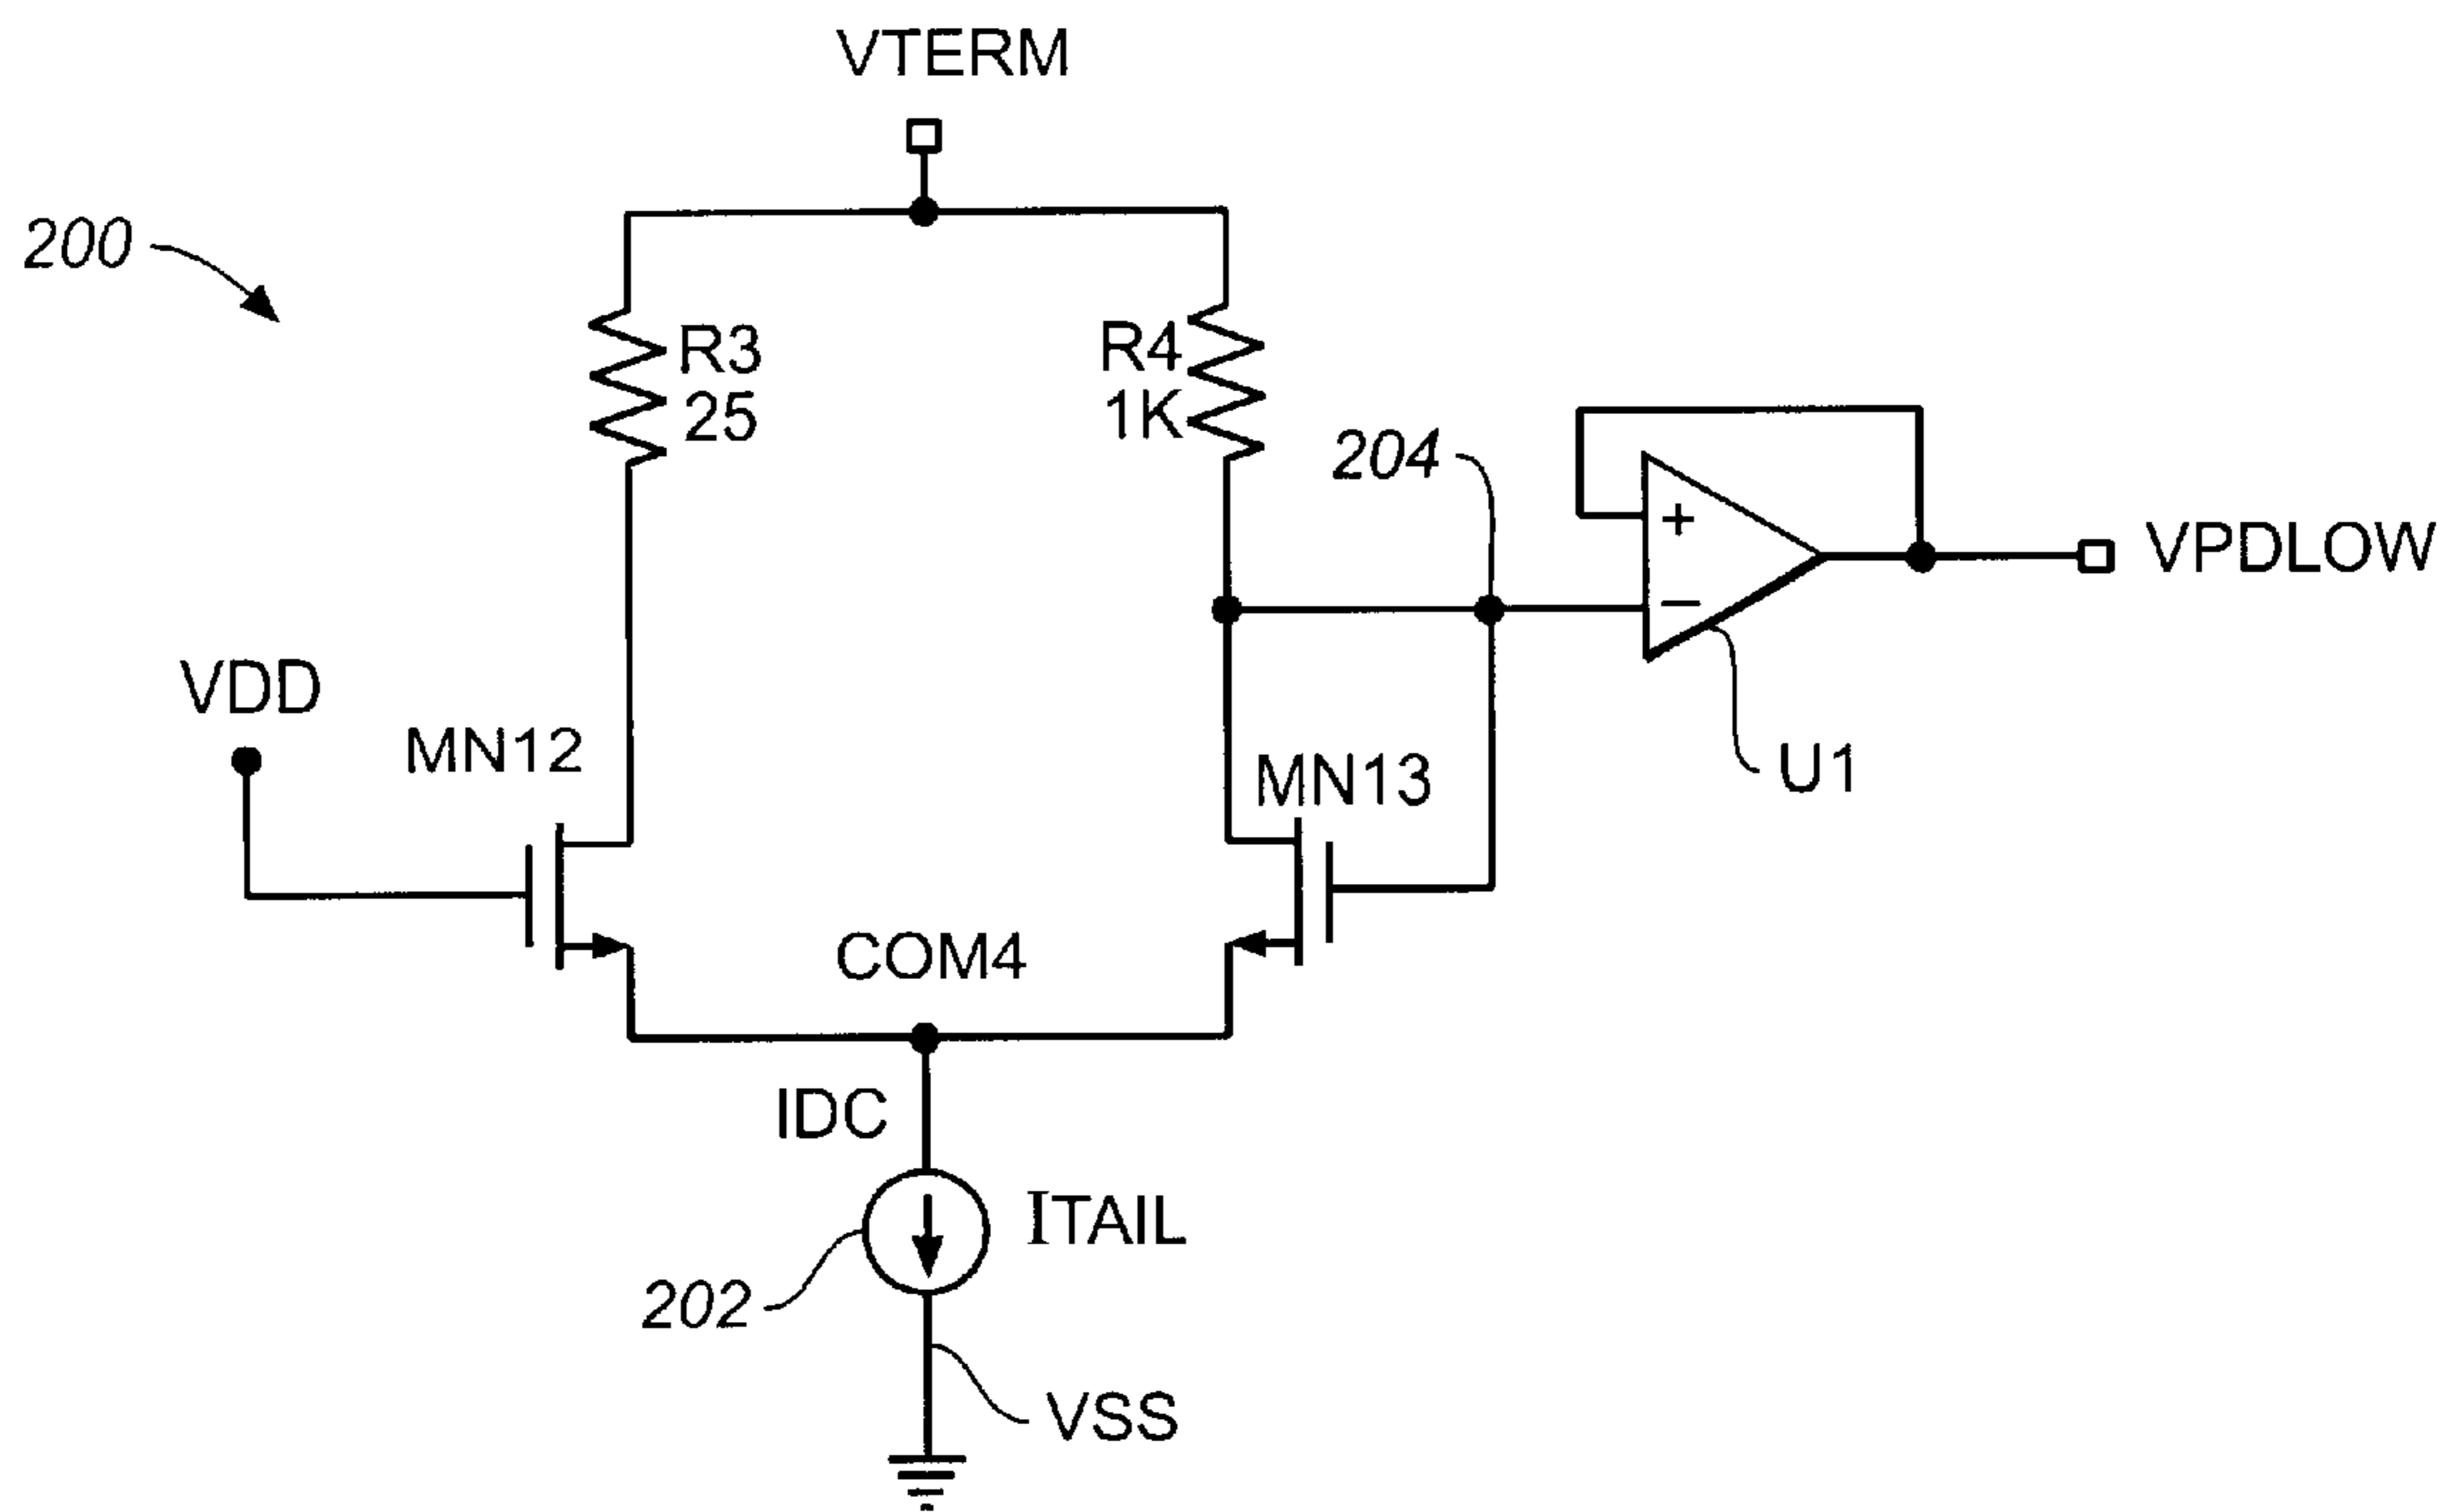 VTERM
200
R3
25
R4
1K
204
+
−
VPDLOW
VDD
MN12
MN13
U1
COM4
IDC
ITAIL
202
VSS